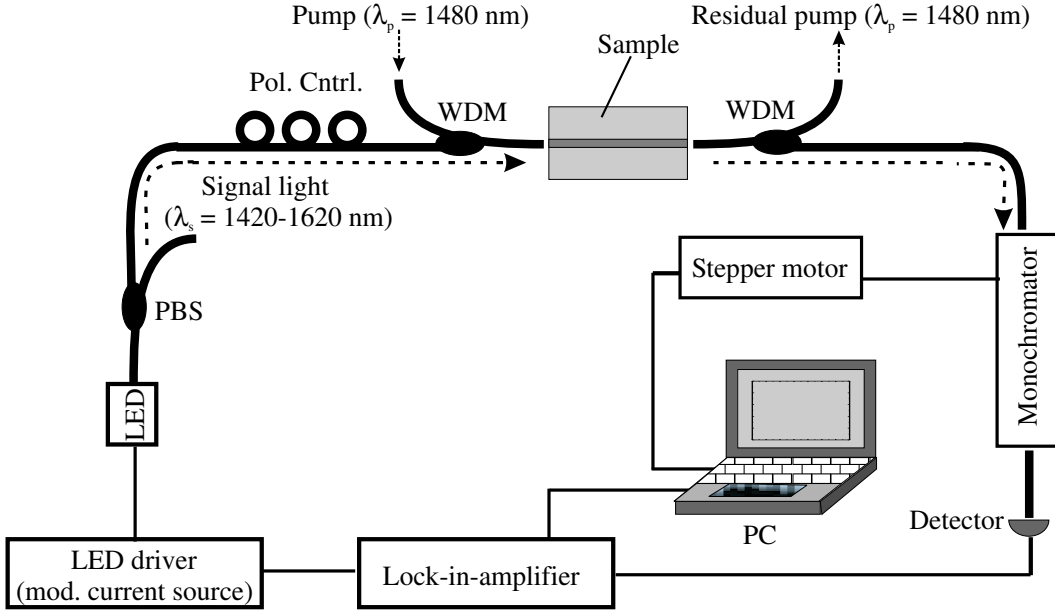 Pump (λp = 1480 nm)
Residual pump (λp = 1480 nm)
Sample
Pol. Cntrl.
WDM
WDM
Signal light
(λs = 1420-1620 nm)
Stepper motor
PBS
Monochromator
LED
Detector
PC
LED driver
(mod. current source)
Lock-in-amplifier